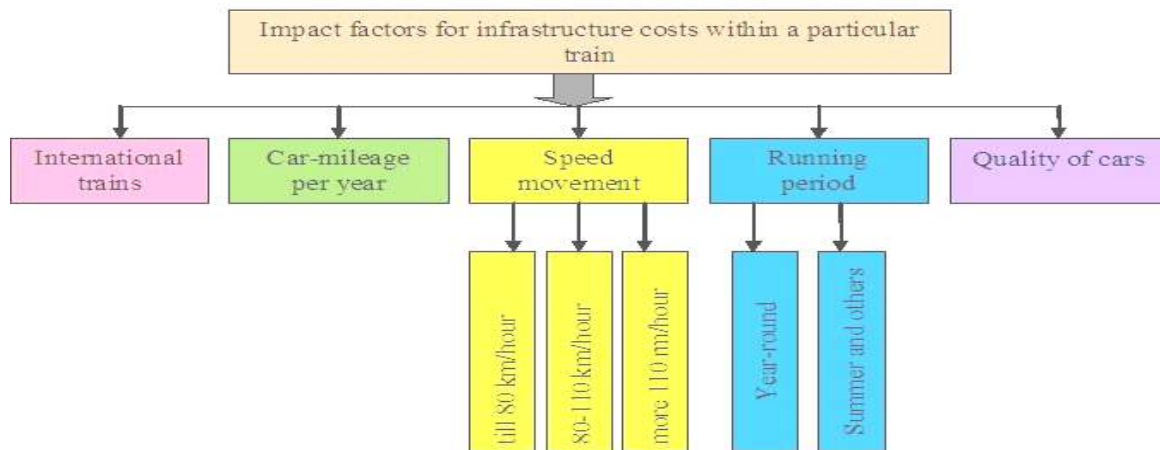 Impact factors for infrastructure costs within a particular
train
International
trains
Car-mileage
per year
Speed
movement
Running
period
Quality of cars
till 80 km/hour
80-110 km/hour
more 110 m/hour
Year-round
Summer and others